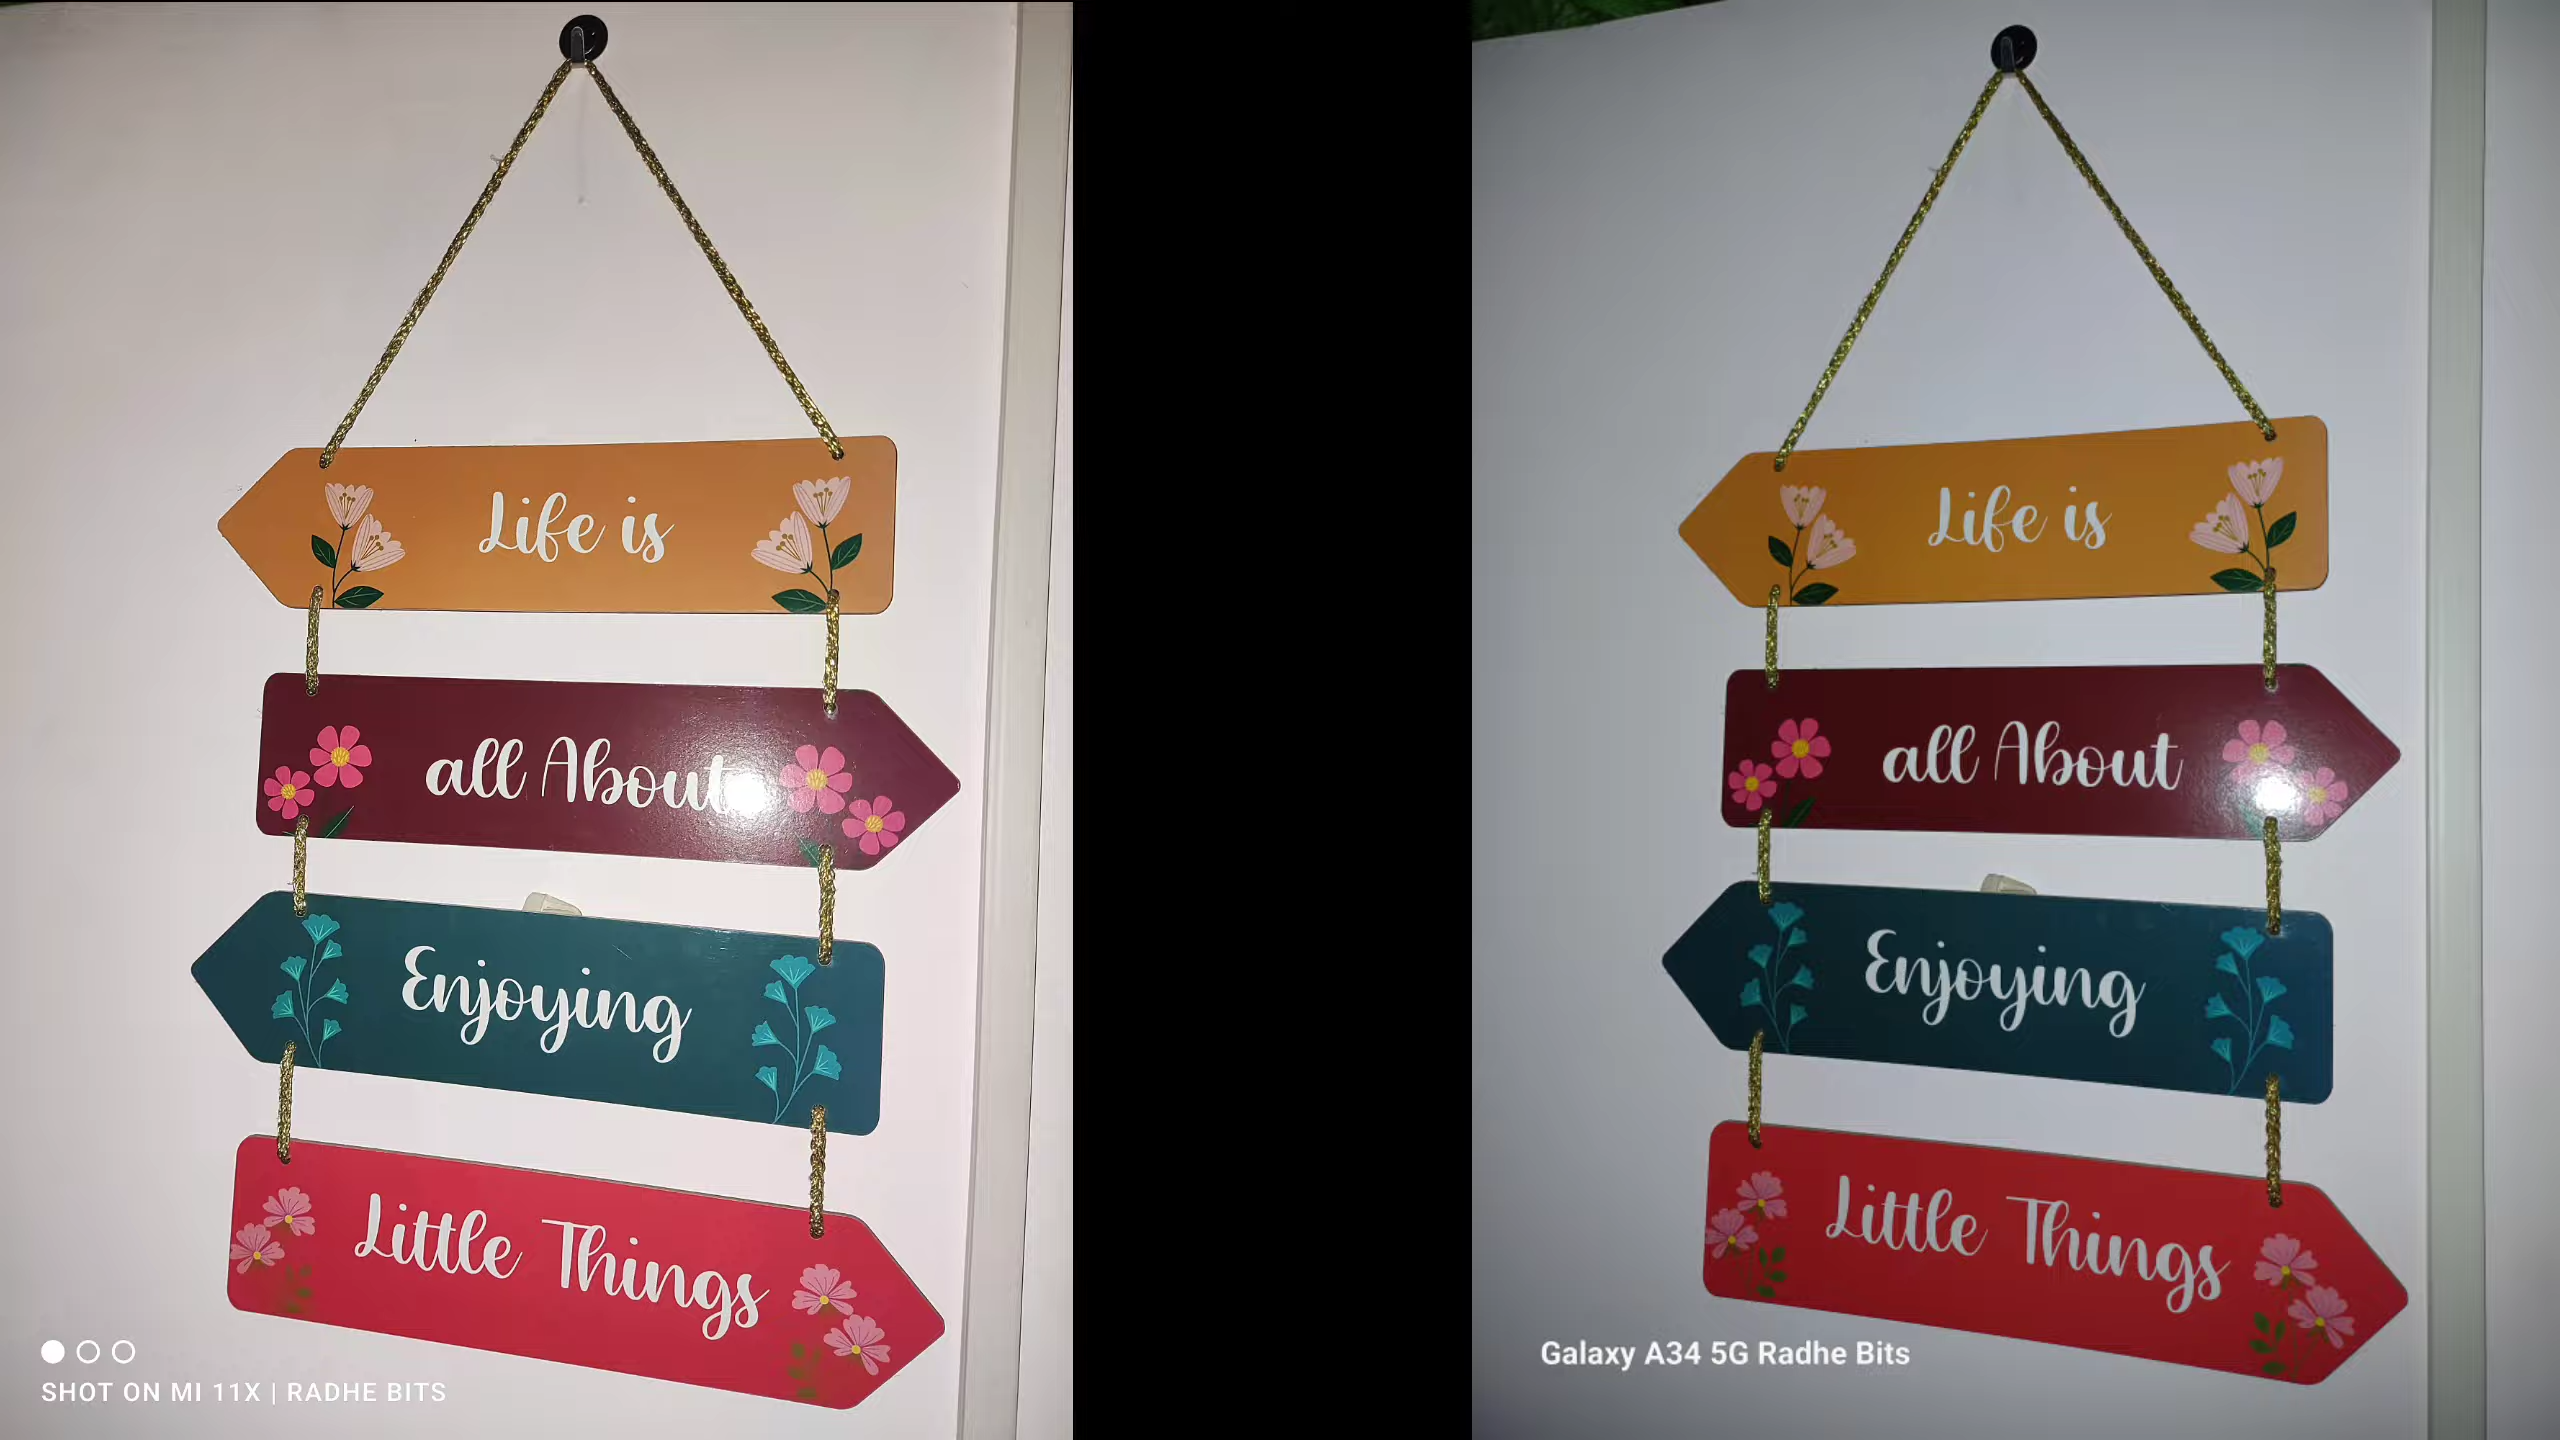 Life is
all About
Enjoying
Little Things
SHOT ON MI 11X | RADHE BITS
Life is
all About
Enjoying
Little Things
Galaxy A34 5G Radhe Bits